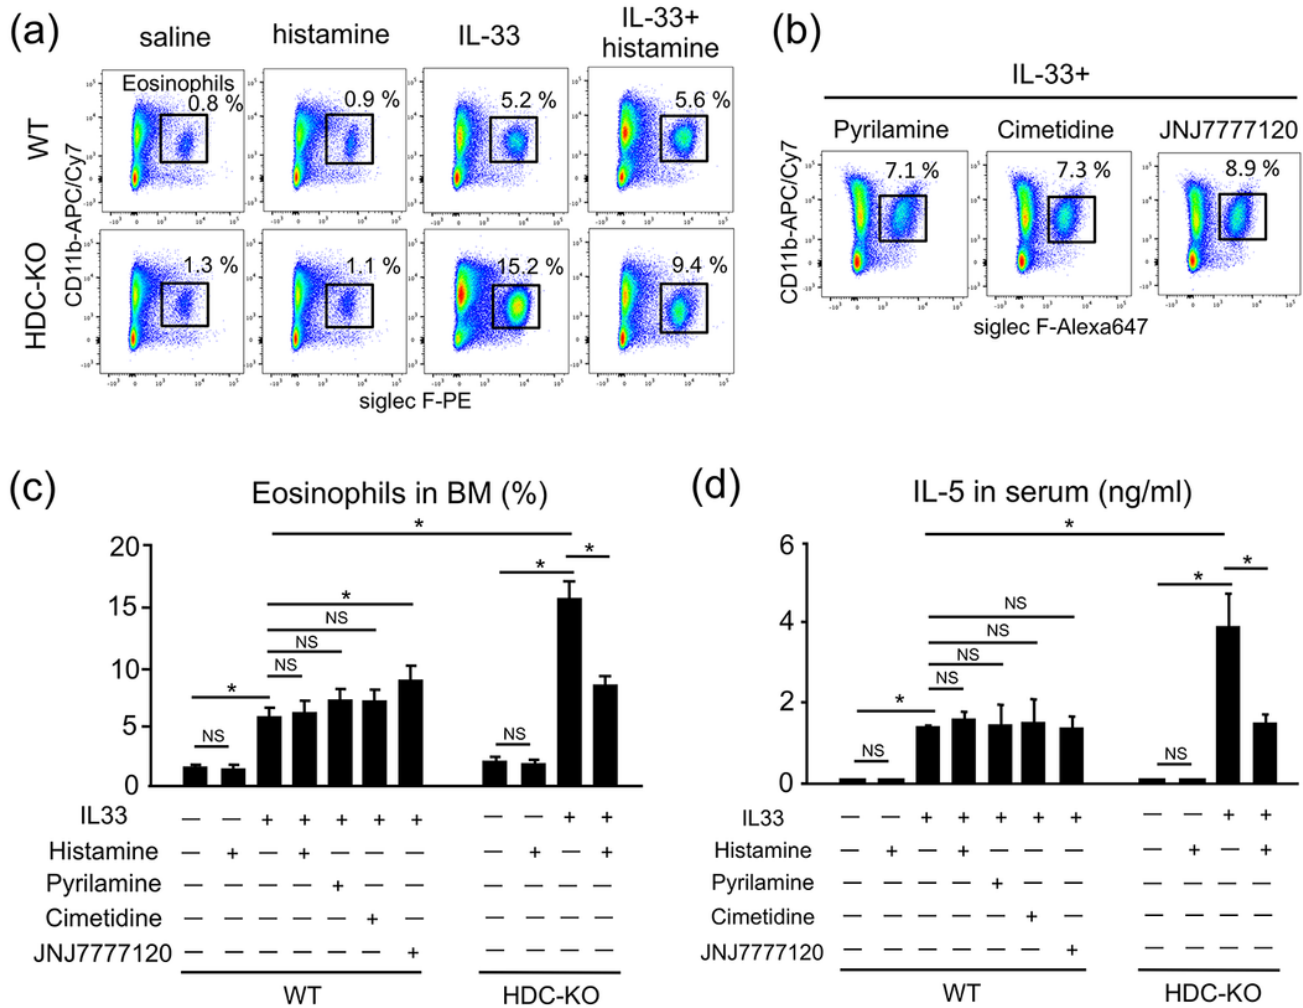 (a)
saline
histamine
IL-33
IL-33+
histamine
WT
HDC-KO
CD11b-APC/Cy7
Eosinophils
0.8 %
0.9 %
5.2 %
5.6 %
1.3 %
1.1 %
15.2 %
9.4 %
siglec F-PE
(b)
IL-33+
Pyrilamine
Cimetidine
JNJ7777120
7.1 %
7.3 %
8.9 %
CD11b-APC/Cy7
siglec F-Alexa647
(c)
Eosinophils in BM (%)
20
15
10
5
0
NS
*
NS
NS
NS
*
*
NS
*
*
IL33 — — + + + + + — — + +
Histamine — + — + — — — — + — +
Pyrilamine — — — — + — — — — — —
Cimetidine — — — — — + — — — — —
JNJ7777120 — — — — — — + — — — —
WT HDC-KO
(d)
IL-5 in serum (ng/ml)
6
4
2
0
NS
*
NS
NS
NS
NS
*
NS
*
*
IL33 — — + + + + + — — + +
Histamine — + — + — — — — + — +
Pyrilamine — — — — + — — — — — —
Cimetidine — — — — — + — — — — —
JNJ7777120 — — — — — — + — — — —
WT HDC-KO